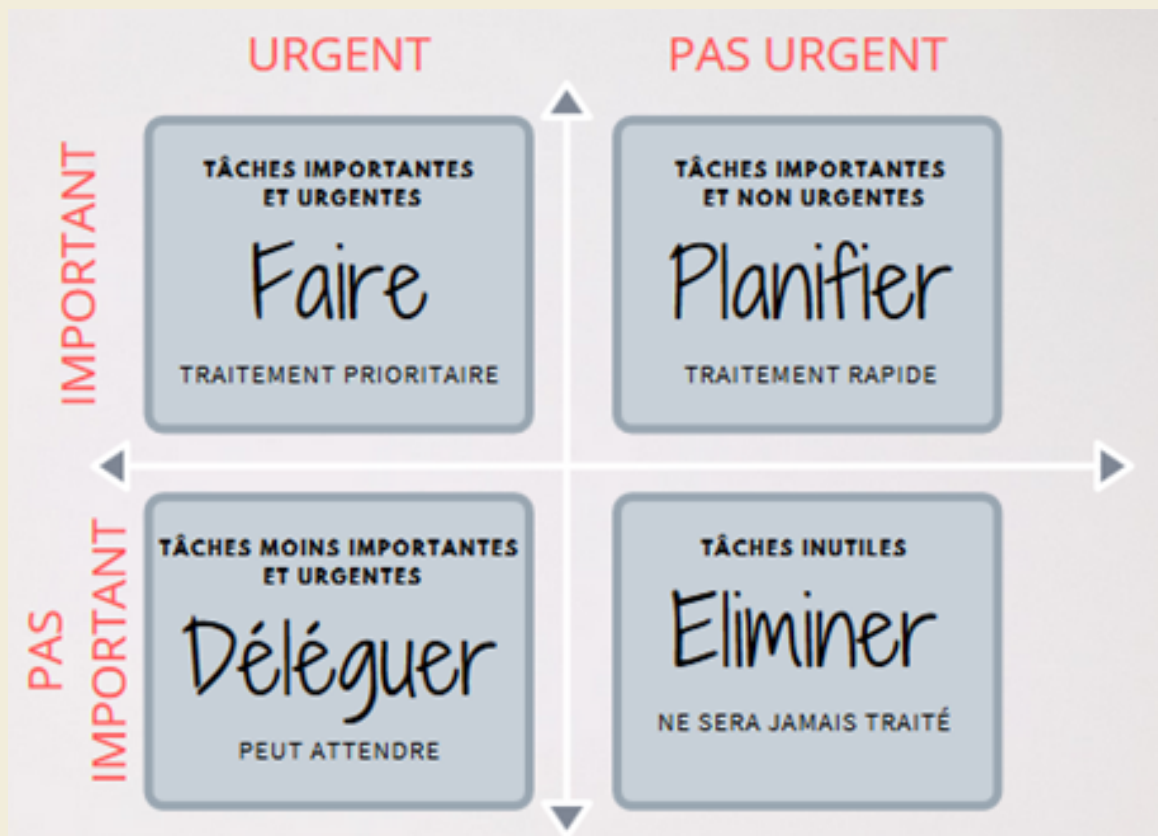 URGENT
PAS URGENT
IMPORTANT
TÂCHES IMPORTANTES
ET URGENTES
Faire
TRAITEMENT PRIORITAIRE
TÂCHES IMPORTANTES
ET NON URGENTES
Planifier
TRAITEMENT RAPIDE
PAS
IMPORTANT
TÂCHES MOINS IMPORTANTES
ET URGENTES
Déléguer
PEUT ATTENDRE
TÂCHES INUTILES
Eliminer
NE SERA JAMAIS TRAITÉ